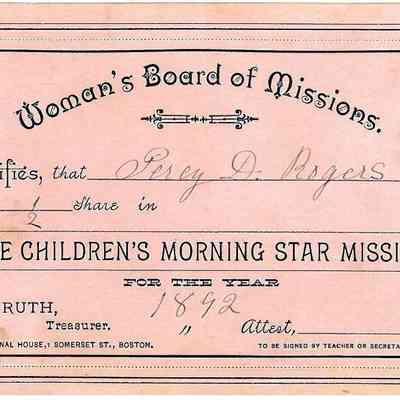 Woman's Board of Missions.
ifies, that Percy D. Rogers
1/2 Share in
E CHILDREN'S MORNING STAR MISSI
FOR THE YEAR
RUTH, 1892
Treasurer. " Attest,
NAL HOUSE, 1 SOMERSET ST., BOSTON. TO BE SIGNED BY TEACHER OR SECRETA